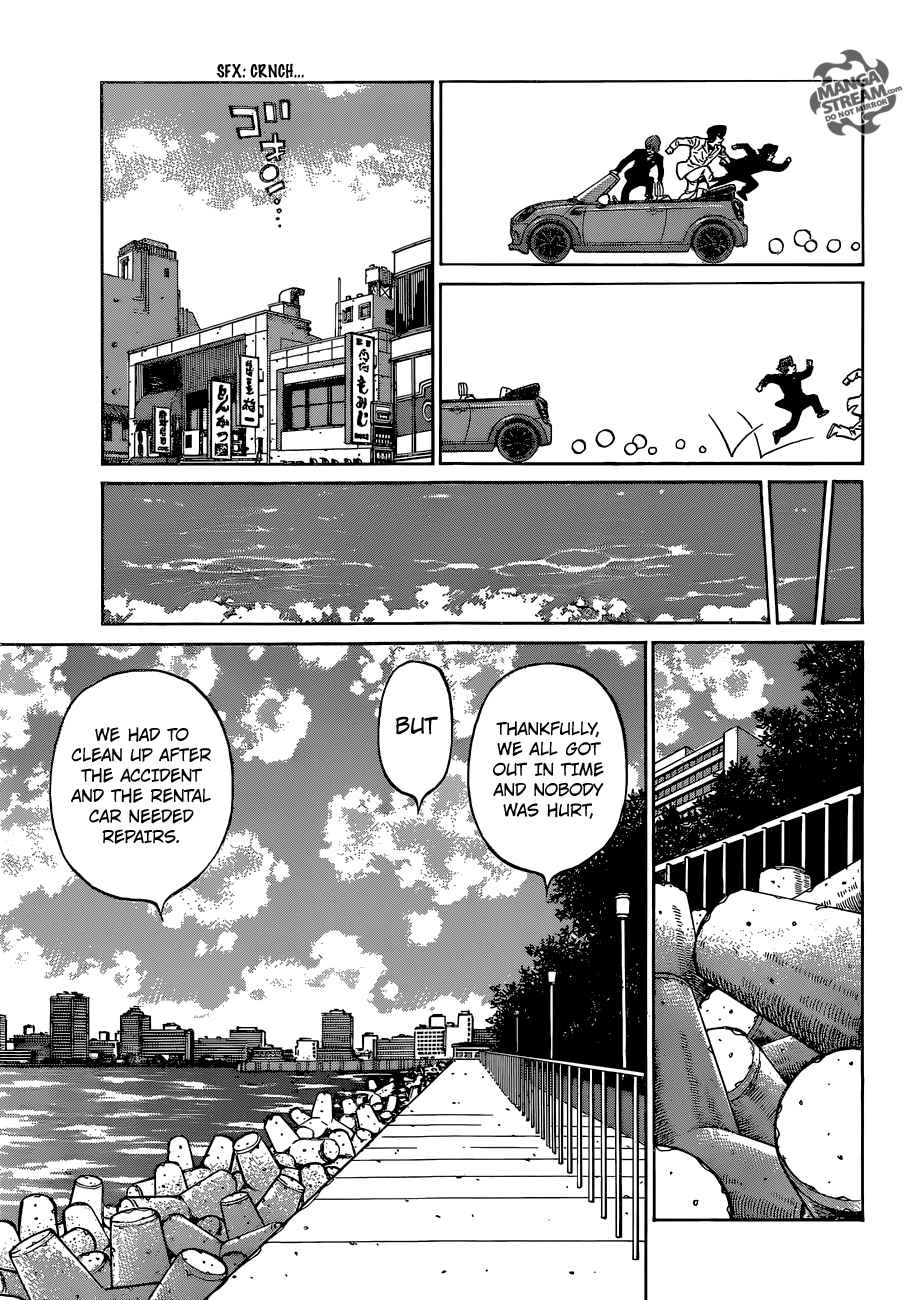 SFX: CRNCH...
MANGA
STREAM.com
DO NOT MIRROR
とんかつ
もみじ
THANKFULLY,
WE ALL GOT
OUT IN TIME
AND NOBODY
WAS HURT,
BUT
WE HAD TO
CLEAN UP AFTER
THE ACCIDENT
AND THE RENTAL
CAR NEEDED
REPAIRS.